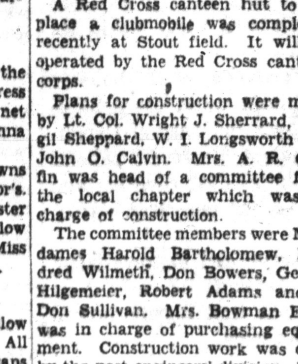 A Red Cross canteen hut to
place a clubmobile was compl
recently at Stout field. It will
operated by the Red Cross cant
corps.
Plans for construction were m
by Lt. Col. Wright J. Sherrard,
gil Sheppard, W. I. Longsworth
John O. Calvin. Mrs. A. R.
fin was head of a committee
the local chapter which was
charge of construction.
The committee members were M
dames Harold Bartholomew,
dred Wilmeth, Don Bowers, Ge
Hilgemeier, Robert Adams and
Don Sullivan. Mrs. Bowman E
was in charge of purchasing eq
ment. Construction work was
the
ress
net
nna
wns
or's.
ster
low
Miss
low
All